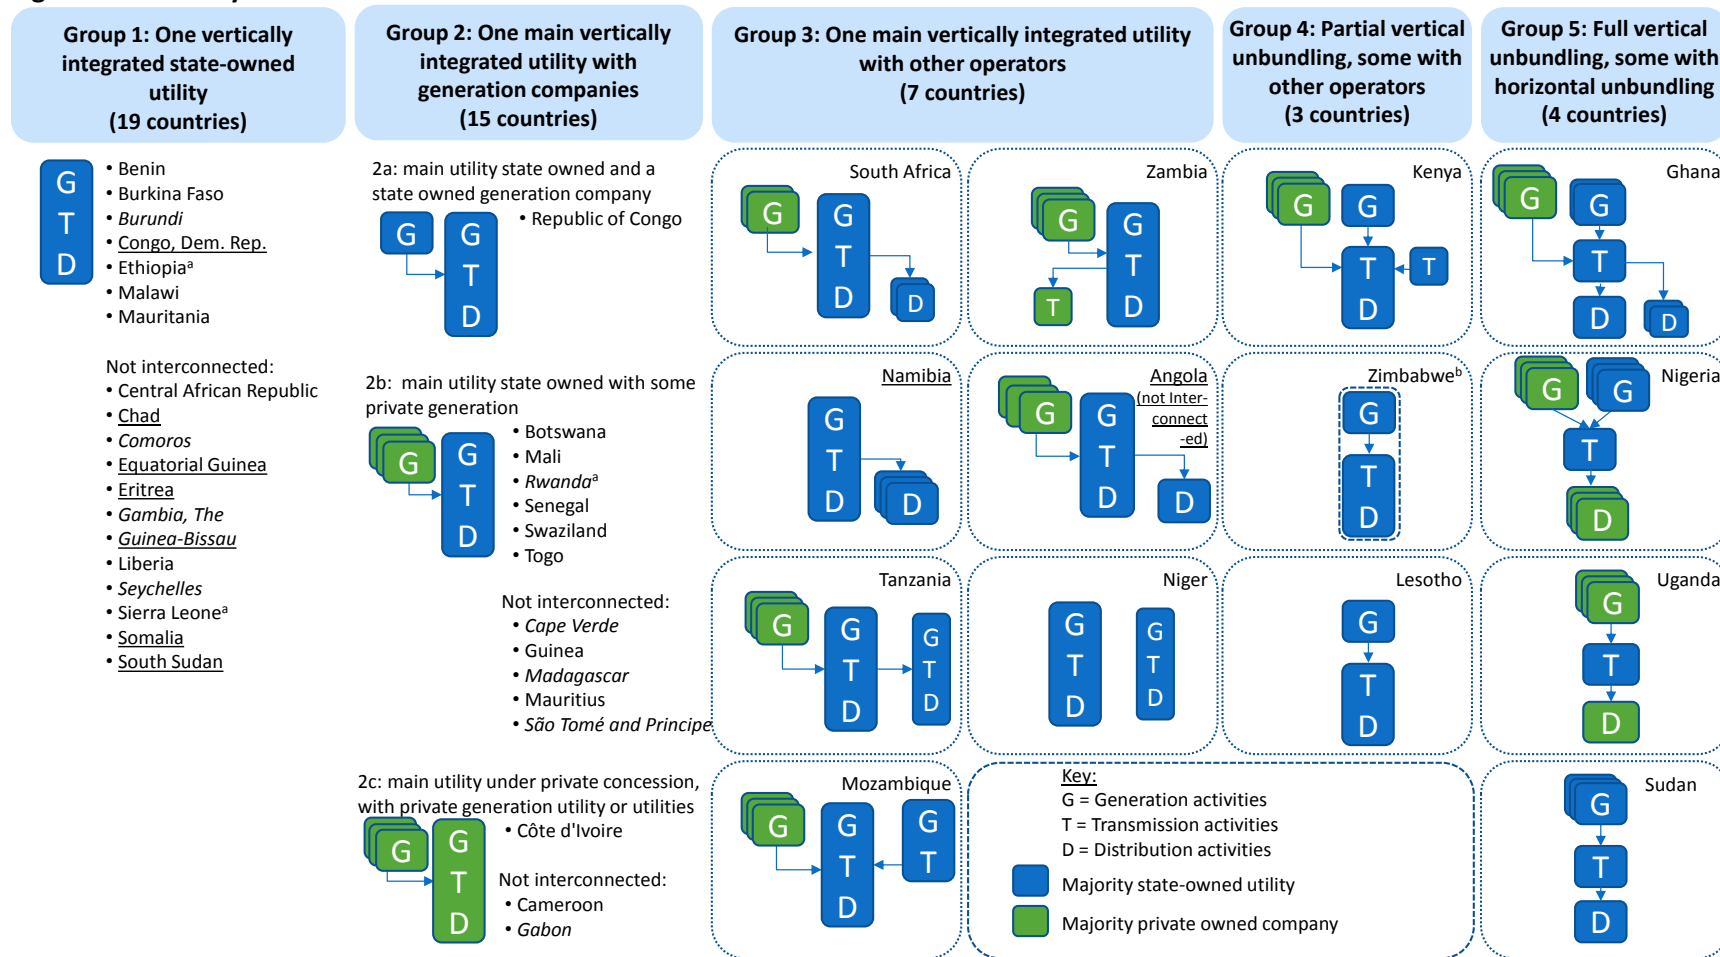 Group 1: One vertically
integrated state-owned
utility
(19 countries)
G
T
D
• Benin
• Burkina Faso
• Burundi
• Congo, Dem. Rep.
• Ethiopiaᵃ
• Malawi
• Mauritania
Not interconnected:
• Central African Republic
• Chad
• Comoros
• Equatorial Guinea
• Eritrea
• Gambia, The
• Guinea-Bissau
• Liberia
• Seychelles
• Sierra Leoneᵃ
• Somalia
• South Sudan
Group 2: One main vertically
integrated utility with
generation companies
(15 countries)
2a: main utility state owned and a
state owned generation company
• Republic of Congo
G
G
T
D
2b: main utility state owned with some
private generation
G
G
T
D
• Botswana
• Mali
• Rwandaᵃ
• Senegal
• Swaziland
• Togo
Not interconnected:
• Cape Verde
• Guinea
• Madagascar
• Mauritius
• São Tomé and Principe
2c: main utility under private concession,
with private generation utility or utilities
• Côte d'Ivoire
G
G
T
D
Not interconnected:
• Cameroon
• Gabon
Group 3: One main vertically integrated utility
with other operators
(7 countries)
South Africa
G
G
T
D
D
Zambia
G
G
T
D
T
Namibia
G
T
D
D
Angola
(not Inter-
connect
-ed)
G
G
T
D
D
Tanzania
G
G
T
D
G
T
D
Niger
G
T
D
G
T
D
Mozambique
G
G
T
D
G
T
Group 4: Partial vertical
unbundling, some with
other operators
(3 countries)
Kenya
G
G
T
D
T
Zimbabweᵇ
G
T
D
Lesotho
G
T
D
Group 5: Full vertical
unbundling, some with
horizontal unbundling
(4 countries)
Ghana
G
G
T
D
D
Nigeria
G
G
T
D
Uganda
G
T
D
Sudan
G
T
D
Key:
G = Generation activities
T = Transmission activities
D = Distribution activities
Majority state-owned utility
Majority private owned company